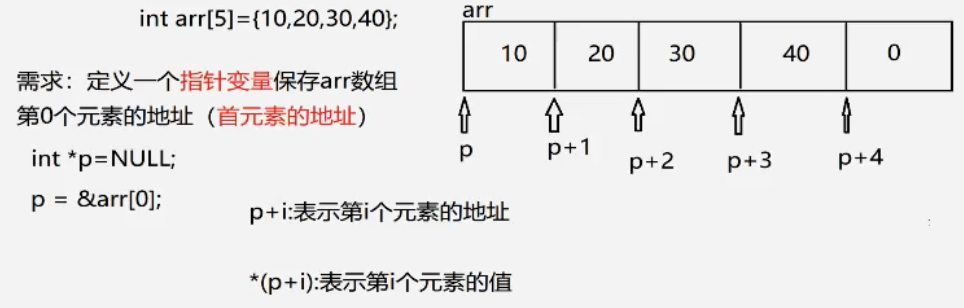 int arr[5]={10,20,30,40};
arr
10 20 30 40 0
需求：定义一个指针变量保存arr数组
第0个元素的地址（首元素的地址）
p p+1 p+2 p+3 p+4
int *p=NULL;
p = &arr[0];
p+i:表示第i个元素的地址
*(p+i):表示第i个元素的值